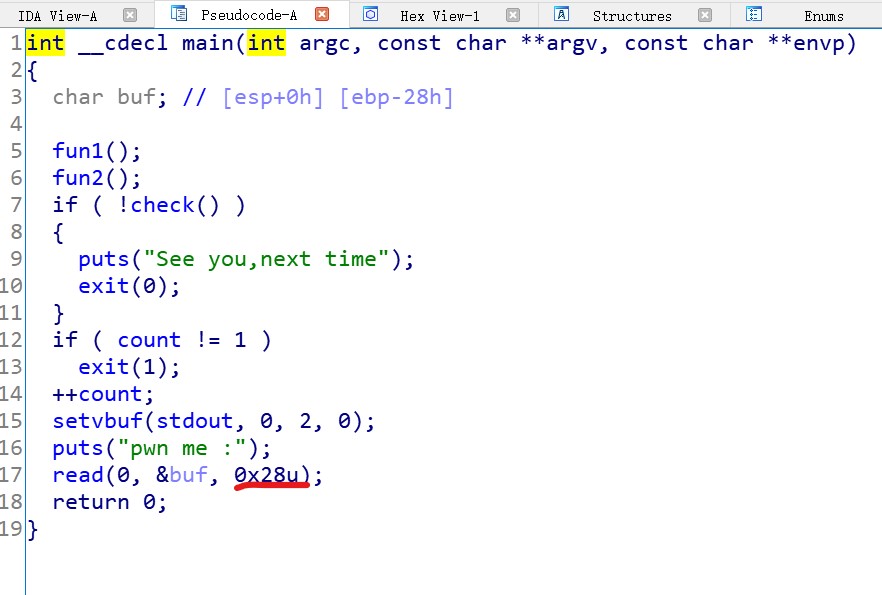 IDA View-A Pseudocode-A Hex View-1 Structures Enums
1 int __cdecl main(int argc, const char **argv, const char **envp)
2 {
3   char buf; // [esp+0h] [ebp-28h]
4
5   fun1();
6   fun2();
7   if ( !check() )
8   {
9     puts("See you,next time");
10     exit(0);
11   }
12   if ( count != 1 )
13     exit(1);
14   ++count;
15   setvbuf(stdout, 0, 2, 0);
16   puts("pwn me :");
17   read(0, &buf, 0x28u);
18   return 0;
19 }